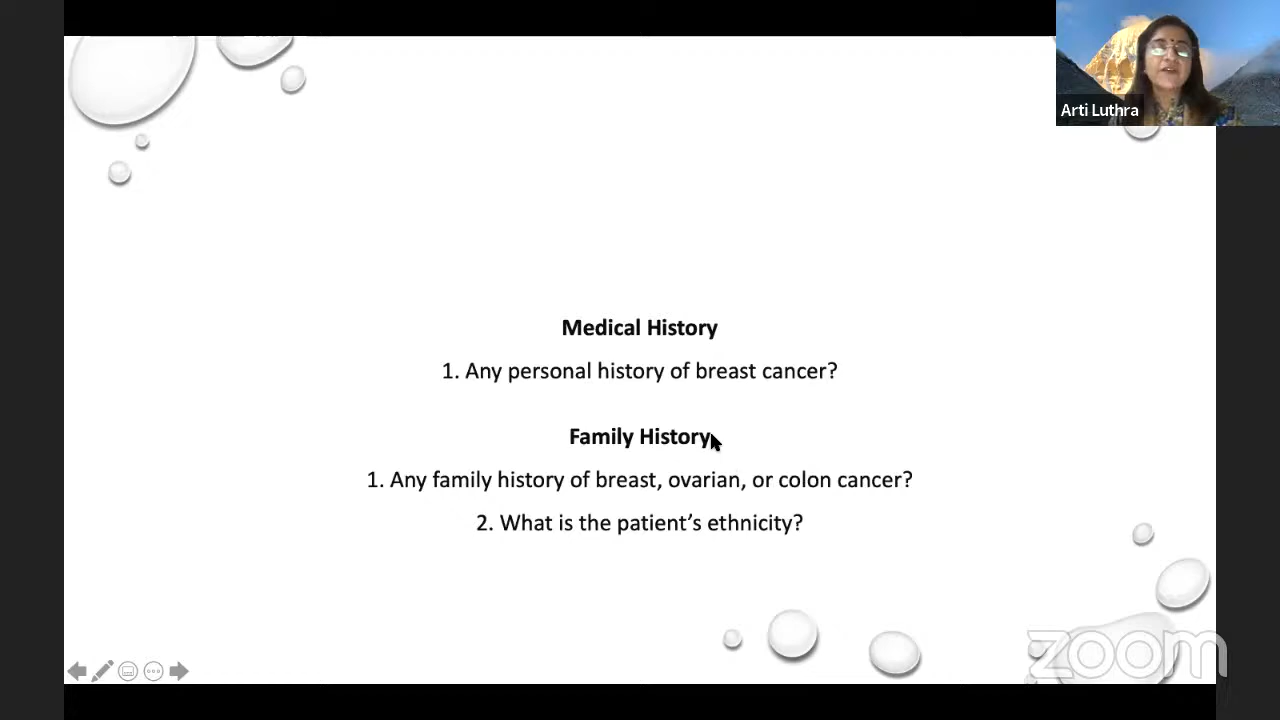 Arti Luthra
Medical History
1. Any personal history of breast cancer?
Family History
1. Any family history of breast, ovarian, or colon cancer?
2. What is the patient’s ethnicity?
zoom